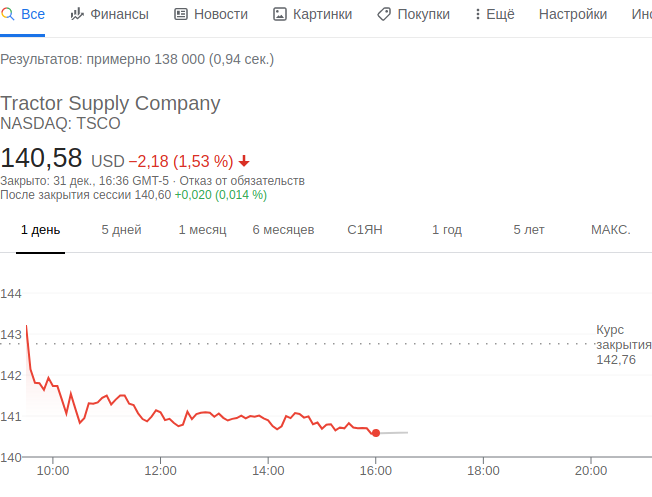 Все Финансы Новости Картинки Покупки Ещё Настройки Инс
Результатов: примерно 138 000 (0,94 сек.)
Tractor Supply Company
NASDAQ: TSCO
140,58 USD −2,18 (1,53 %)
Закрыто: 31 дек., 16:36 GMT-5 · Отказ от обязательств
После закрытия сессии 140,60 +0,020 (0,014 %)
1 день 5 дней 1 месяц 6 месяцев С1ЯН 1 год 5 лет МАКС.
144
143
Курс
закрытия
142,76
142
141
140
10:00 12:00 14:00 16:00 18:00 20:00